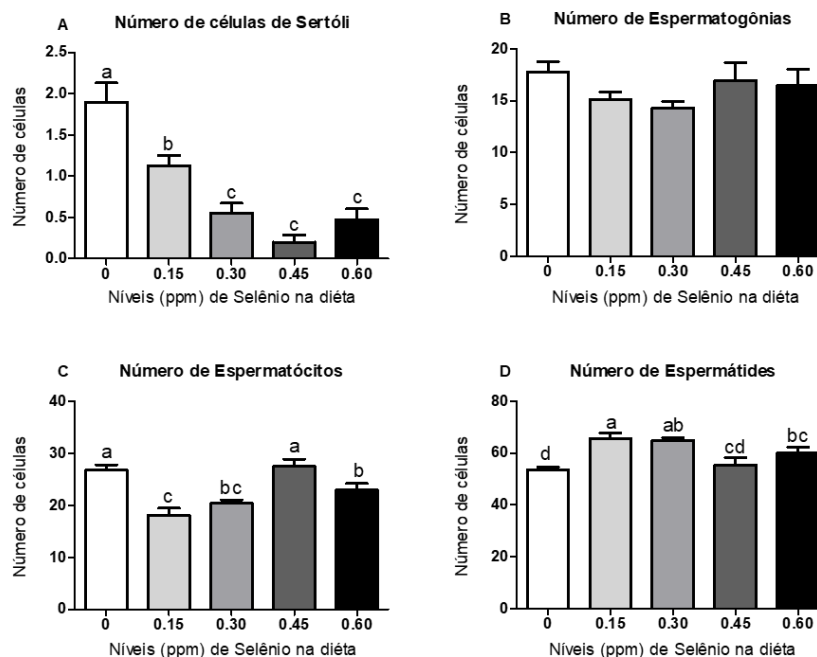 A Número de células de Sertóli
Número de células
2.5
2.0
1.5
1.0
0.5
0.0
a
b
c
c
c
0 0.15 0.30 0.45 0.60
Níveis (ppm) de Selênio na diéta
B Número de Espermatogônias
Número de células
20
15
10
5
0
0 0.15 0.30 0.45 0.60
Níveis (ppm) de Selênio na diéta
C Número de Espermatócitos
Número de células
40
30
20
10
0
a
c
bc
a
b
0 0.15 0.30 0.45 0.60
Níveis (ppm) de Selênio na diéta
D Número de Espermátides
Número de células
80
60
40
20
0
d
a
ab
cd
bc
0 0.15 0.30 0.45 0.60
Níveis (ppm) de Selênio na diéta